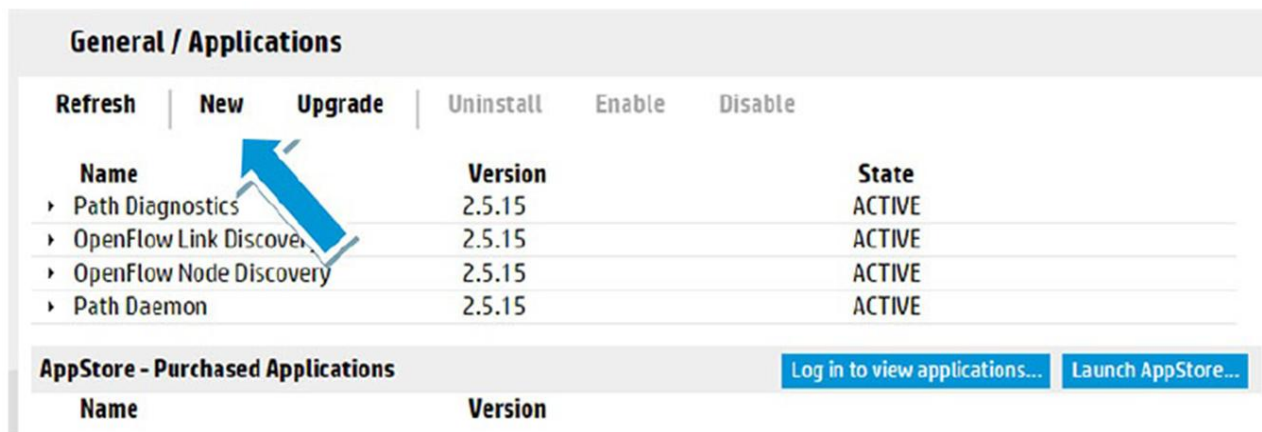 General / Applications
Refresh New Upgrade Uninstall Enable Disable
Name Version State
Path Diagnostics 2.5.15 ACTIVE
OpenFlow Link Discovery 2.5.15 ACTIVE
OpenFlow Node Discovery 2.5.15 ACTIVE
Path Daemon 2.5.15 ACTIVE
AppStore - Purchased Applications Log in to view applications... Launch AppStore...
Name Version